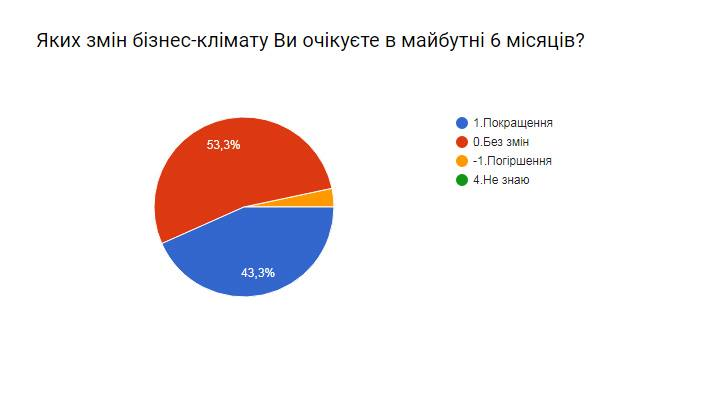 Яких змін бізнес-клімату Ви очікуєте в майбутні 6 місяців?
53,3%
43,3%
1.Покращення
0.Без змін
-1.Погіршення
4.Не знаю